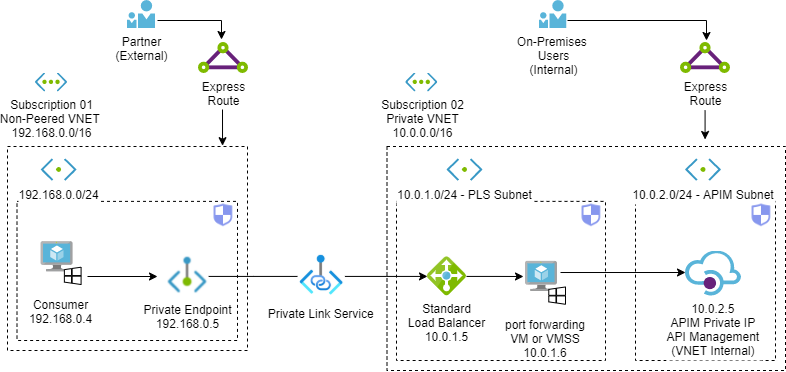 Partner
(External)
On-Premises
Users
(Internal)
Express
Route
Express
Route
Subscription 01
Non-Peered VNET
192.168.0.0/16
Subscription 02
Private VNET
10.0.0.0/16
192.168.0.0/24
10.0.1.0/24 - PLS Subnet
10.0.2.0/24 - APIM Subnet
Consumer
192.168.0.4
Private Endpoint
192.168.0.5
Private Link Service
Standard
Load Balancer
10.0.1.5
port forwarding
VM or VMSS
10.0.1.6
10.0.2.5
APIM Private IP
API Management
(VNET Internal)